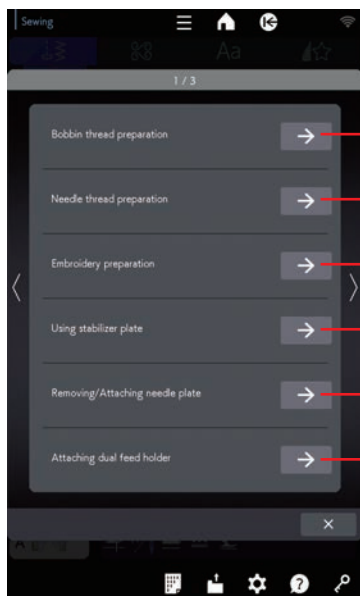 Sewing
Aa
1 / 3
Bobbin thread preparation
Needle thread preparation
Embroidery preparation
Using stabilizer plate
Removing/Attaching needle plate
Attaching dual feed holder